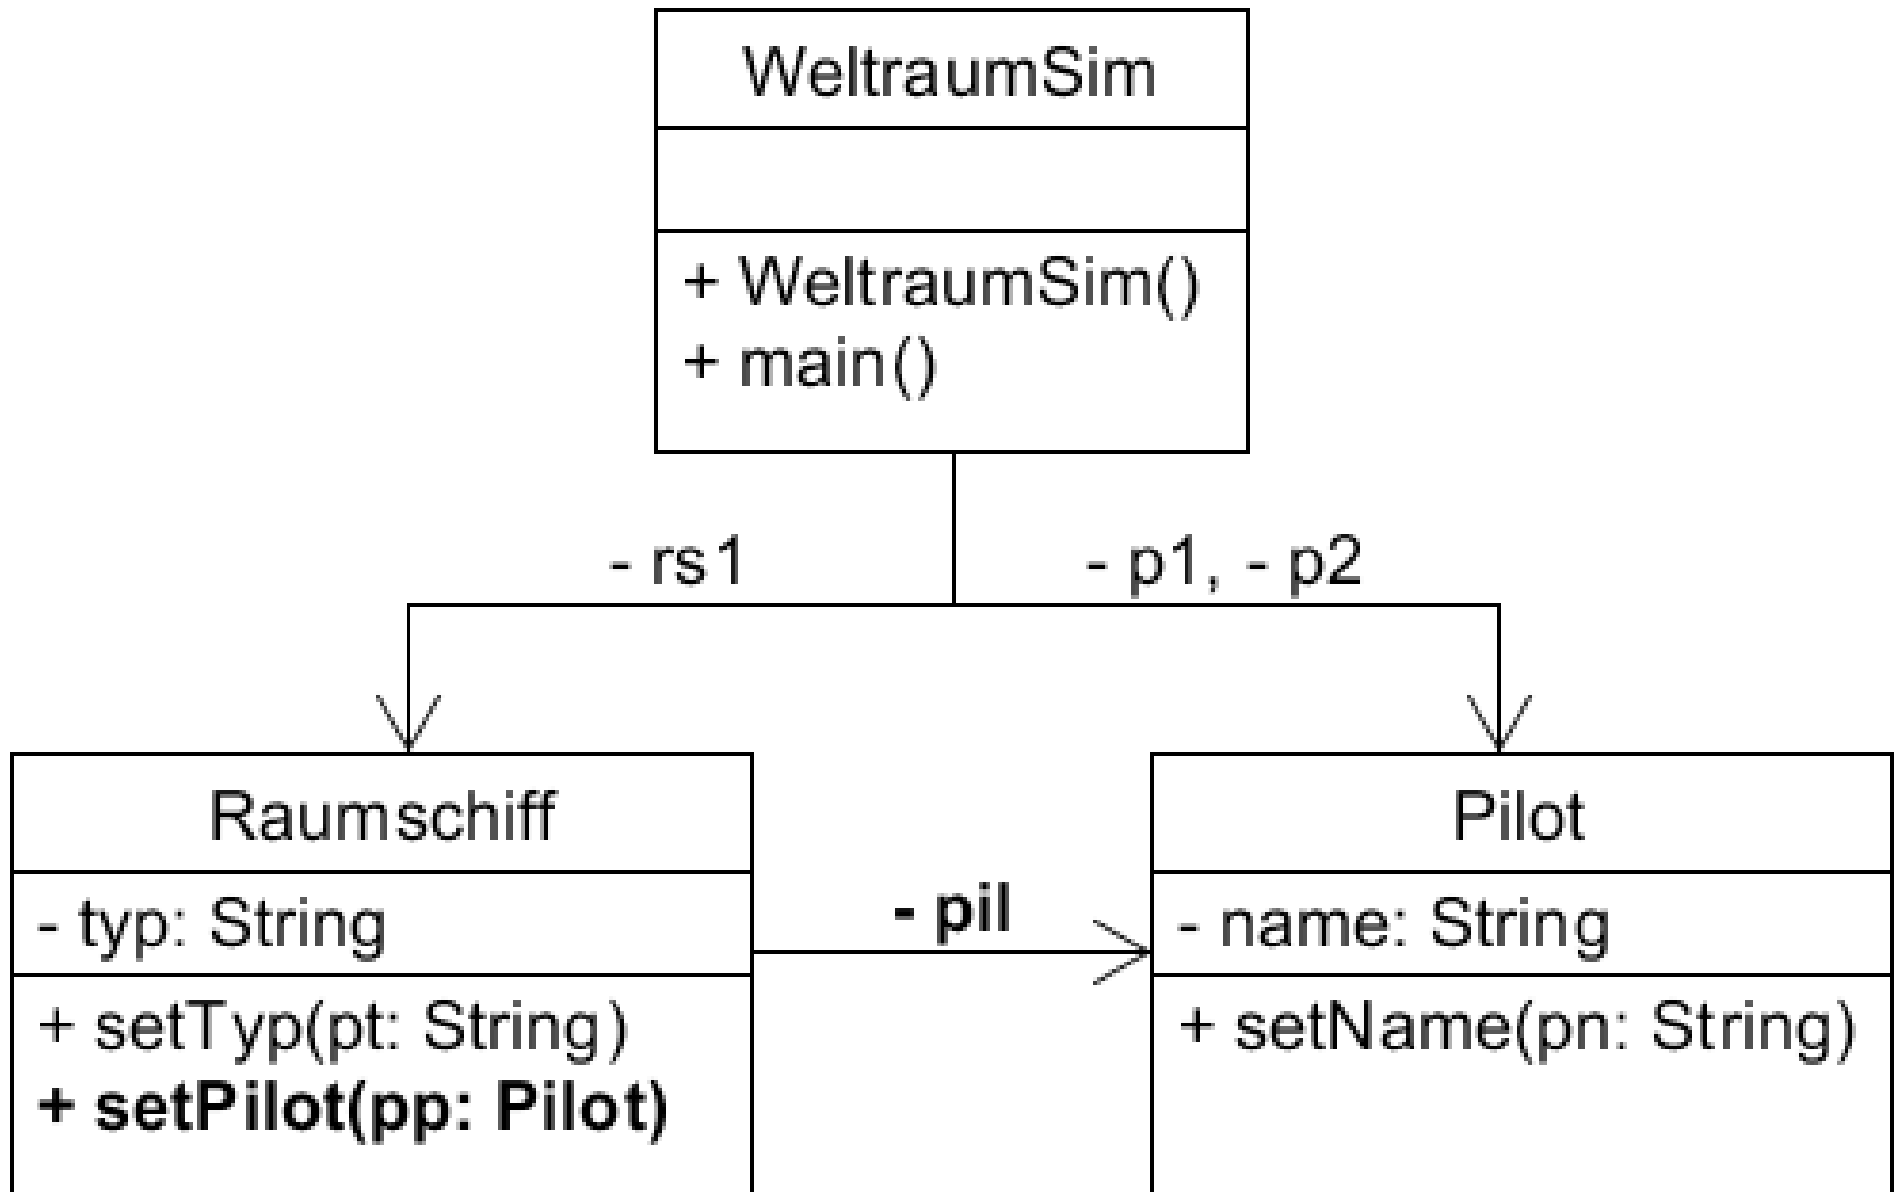 WeltraumSim
+ WeltraumSim()
+ main()
- rs1
- p1, - p2
Raumschiff
- typ: String
+ setTyp(pt: String)
+ setPilot(pp: Pilot)
- pil
Pilot
- name: String
+ setName(pn: String)